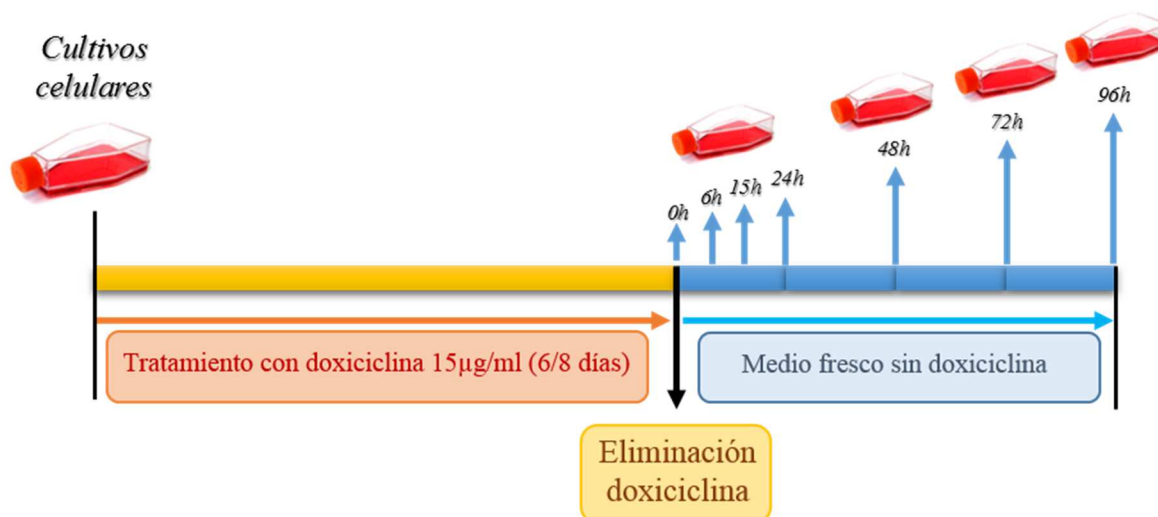 Cultivos
celulares
0h
6h
15h
24h
48h
72h
96h
Tratamiento con doxiciclina 15µg/ml (6/8 días)
Medio fresco sin doxiciclina
Eliminación
doxiciclina